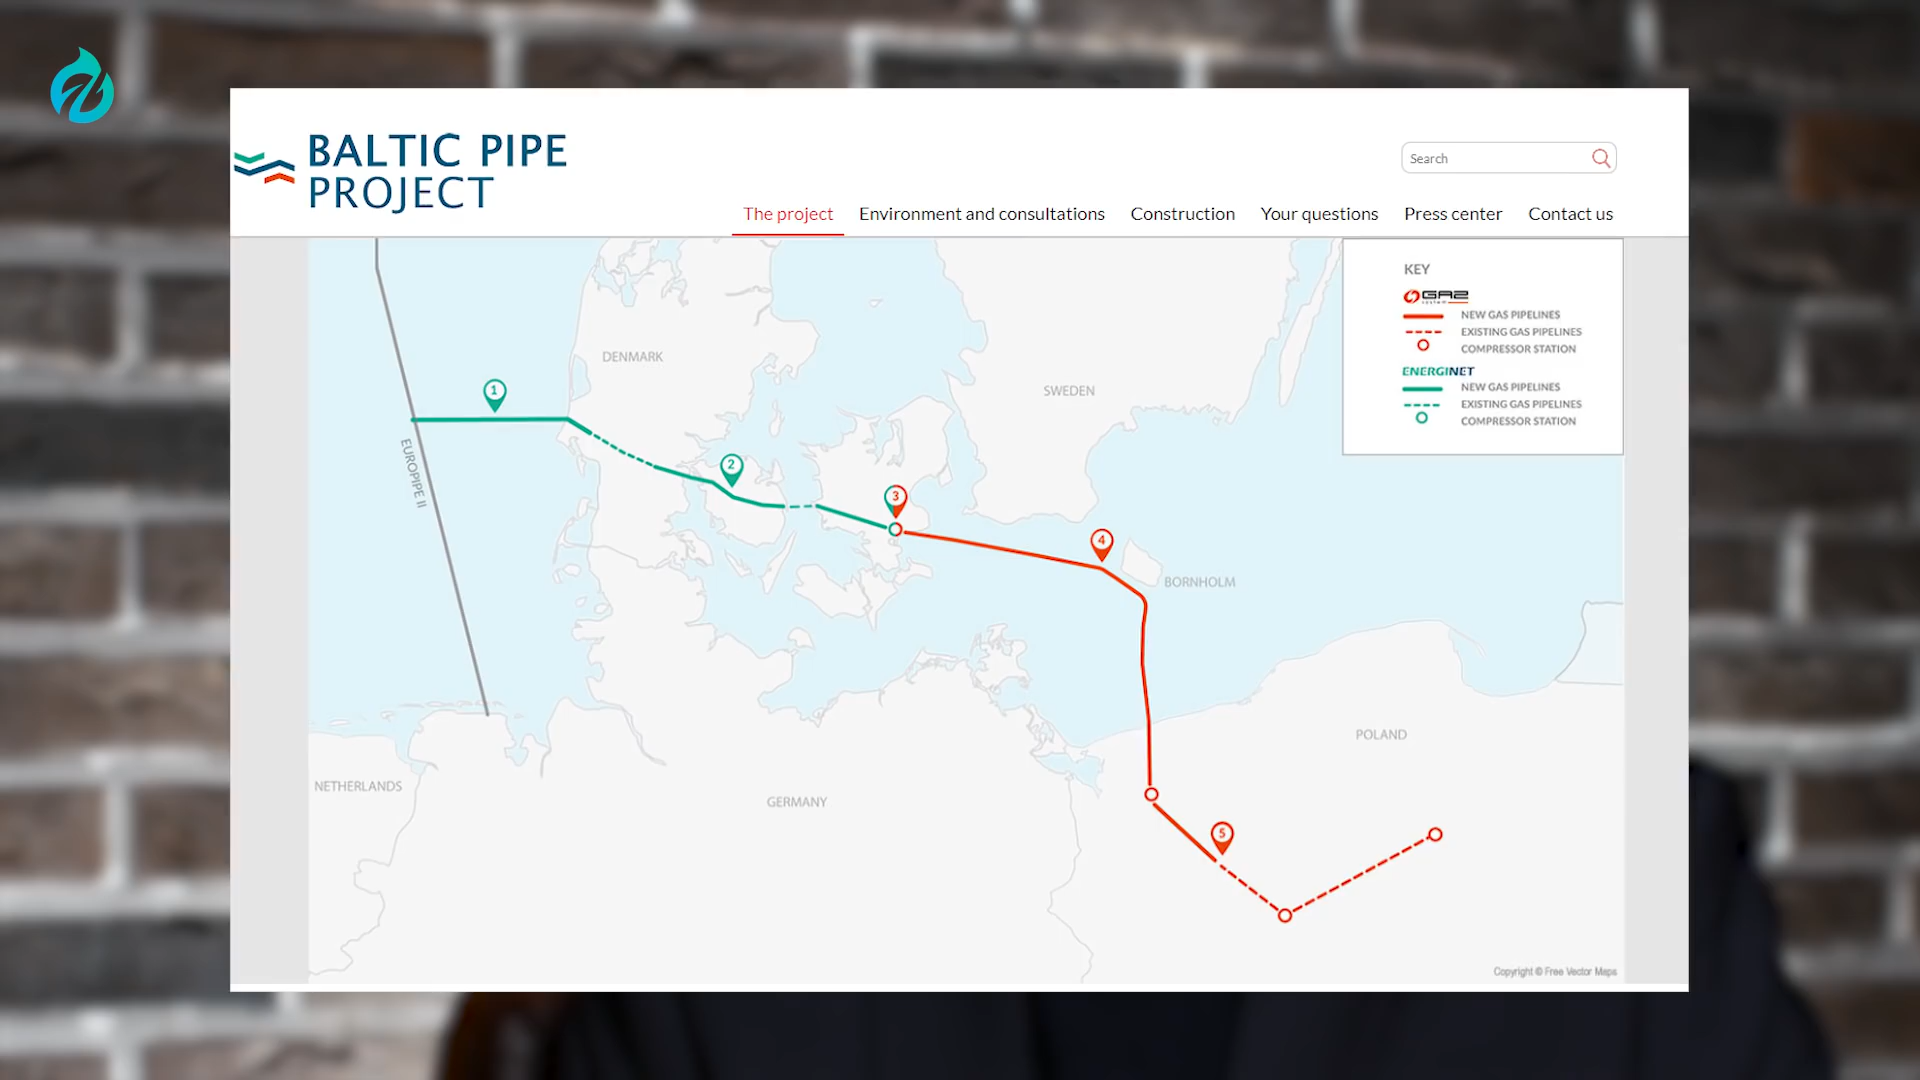 BALTIC PIPE
PROJECT
Search
The project
Environment and consultations
Construction
Your questions
Press center
Contact us
KEY
GAZ
system
NEW GAS PIPELINES
EXISTING GAS PIPELINES
COMPRESSOR STATION
ENERGINET
NEW GAS PIPELINES
EXISTING GAS PIPELINES
COMPRESSOR STATION
DENMARK
SWEDEN
1
EUROPIPE II
2
3
4
BORNHOLM
POLAND
NETHERLANDS
GERMANY
5
Copyright © Free Vector Maps